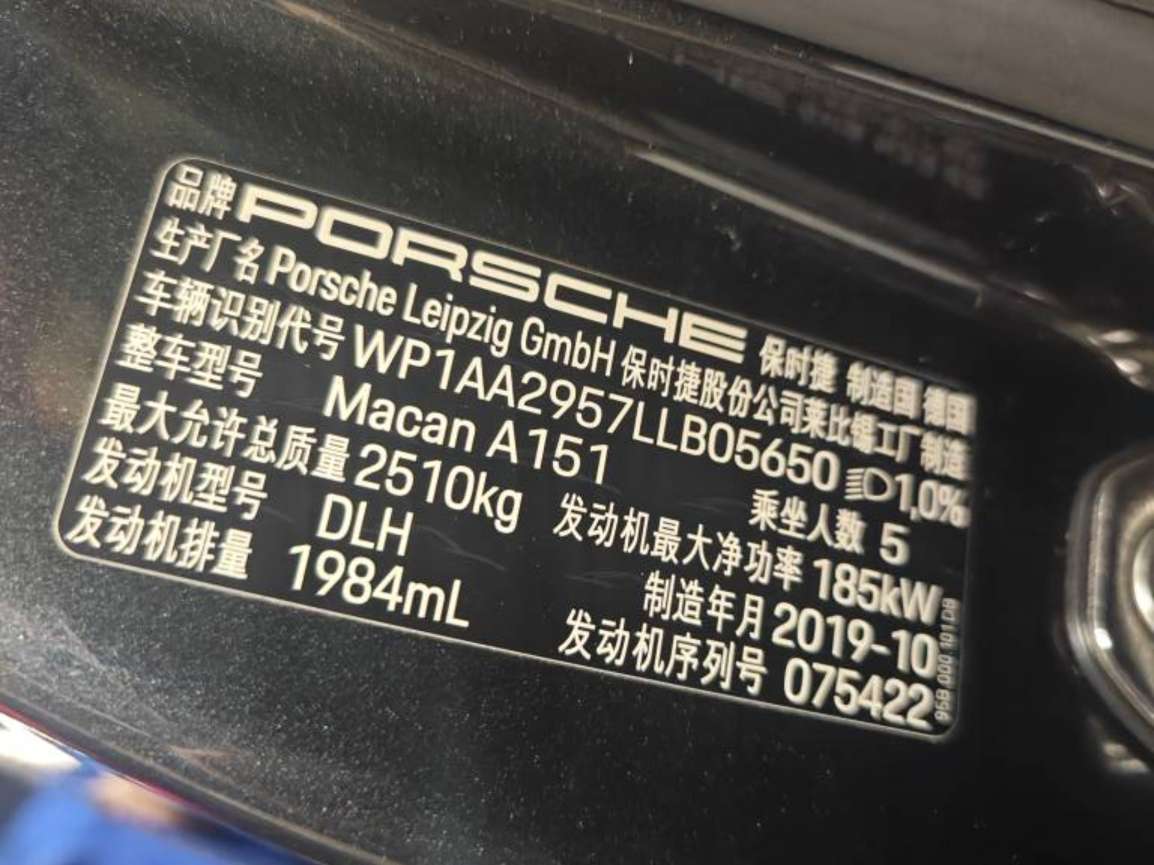 品牌 PORSCHE 保时捷 制造国 德国
生产厂名 Porsche Leipzig GmbH 保时捷股份公司莱比锡工厂制造
车辆识别代号 WP1AA2957LLB05650 1,0%
整车型号 Macan A151 乘坐人数 5
最大允许总质量 2510kg 发动机最大净功率 185kW
发动机型号 DLH 制造年月 2019-10
发动机排量 1984mL 发动机序列号 075422
95B 000 101 DB